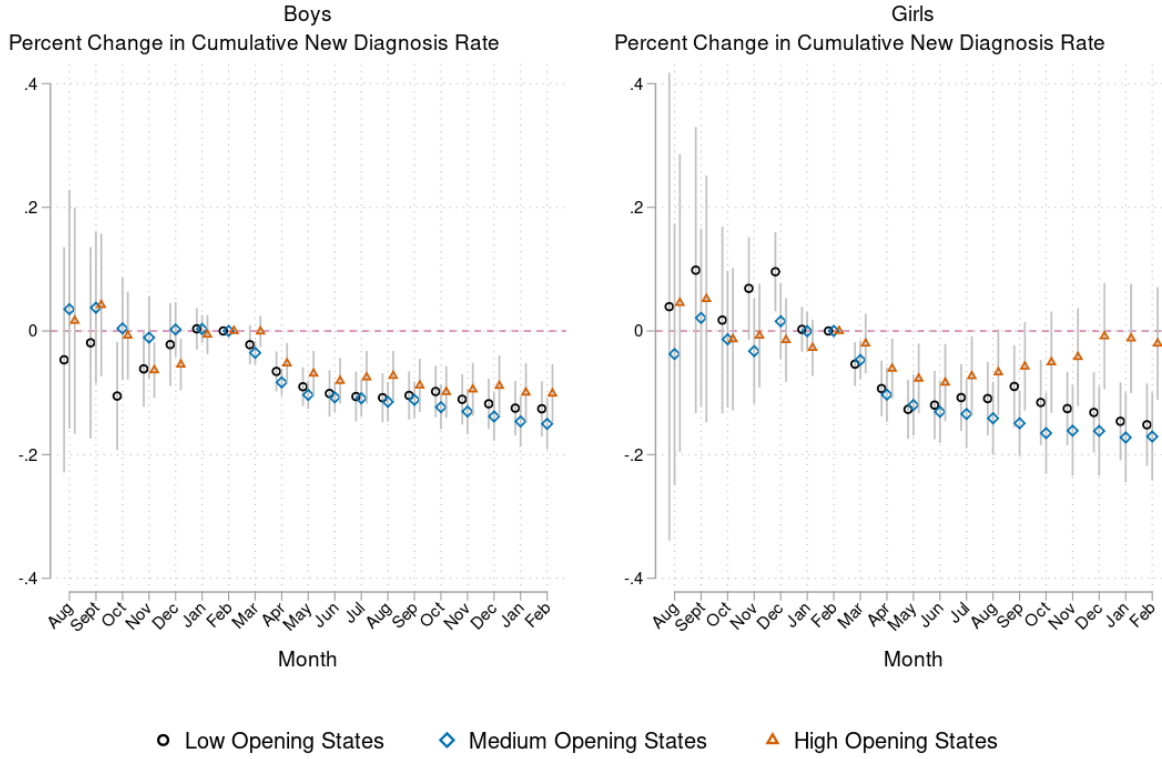 Boys
Percent Change in Cumulative New Diagnosis Rate
.4
.2
0
-.2
-.4
Aug Sept Oct Nov Dec Jan Feb Mar Apr May Jun Jul Aug Sep Oct Nov Dec Jan Feb
Month
Girls
Percent Change in Cumulative New Diagnosis Rate
.4
.2
0
-.2
-.4
Aug Sept Oct Nov Dec Jan Feb Mar Apr May Jun Jul Aug Sep Oct Nov Dec Jan Feb
Month
Low Opening States Medium Opening States High Opening States